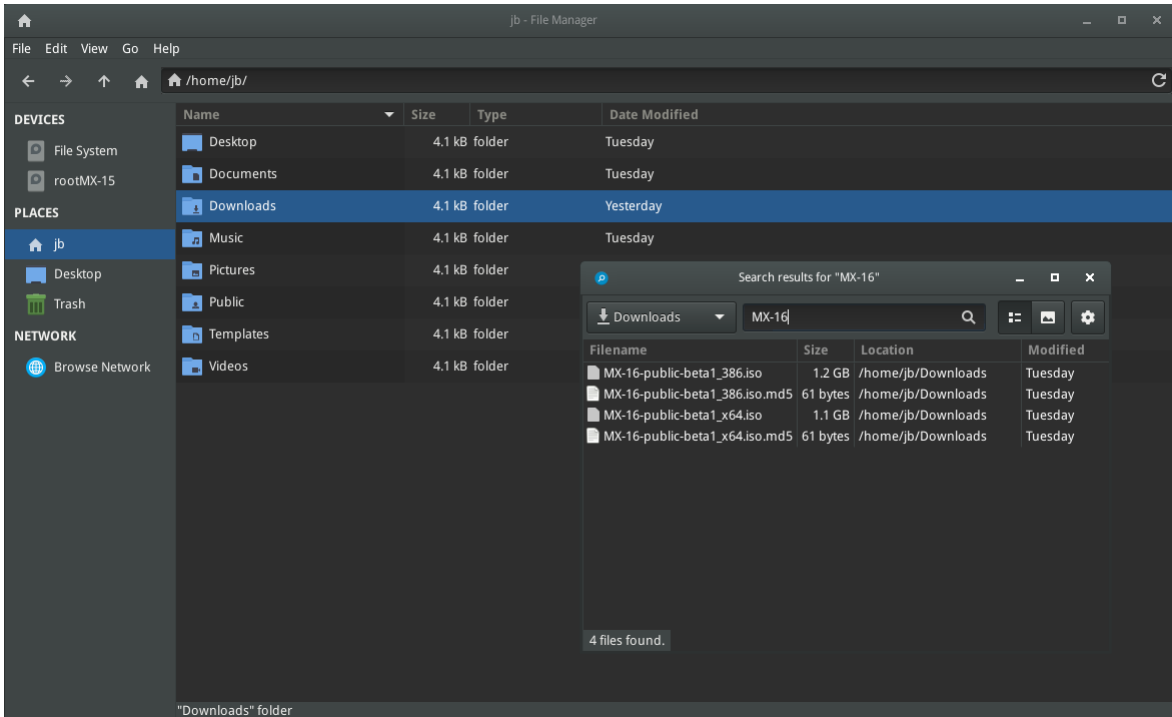 jb - File Manager
File Edit View Go Help
/home/jb/
DEVICES
File System
rootMX-15
PLACES
jb
Desktop
Trash
NETWORK
Browse Network
Name Size Type Date Modified
Desktop 4.1 kB folder Tuesday
Documents 4.1 kB folder Tuesday
Downloads 4.1 kB folder Yesterday
Music 4.1 kB folder Tuesday
Pictures 4.1 kB folder
Public 4.1 kB folder
Templates 4.1 kB folder
Videos 4.1 kB folder
Search results for "MX-16"
Downloads MX-16
Filename Size Location Modified
MX-16-public-beta1_386.iso 1.2 GB /home/jb/Downloads Tuesday
MX-16-public-beta1_386.iso.md5 61 bytes /home/jb/Downloads Tuesday
MX-16-public-beta1_x64.iso 1.1 GB /home/jb/Downloads Tuesday
MX-16-public-beta1_x64.iso.md5 61 bytes /home/jb/Downloads Tuesday
4 files found.
"Downloads" folder